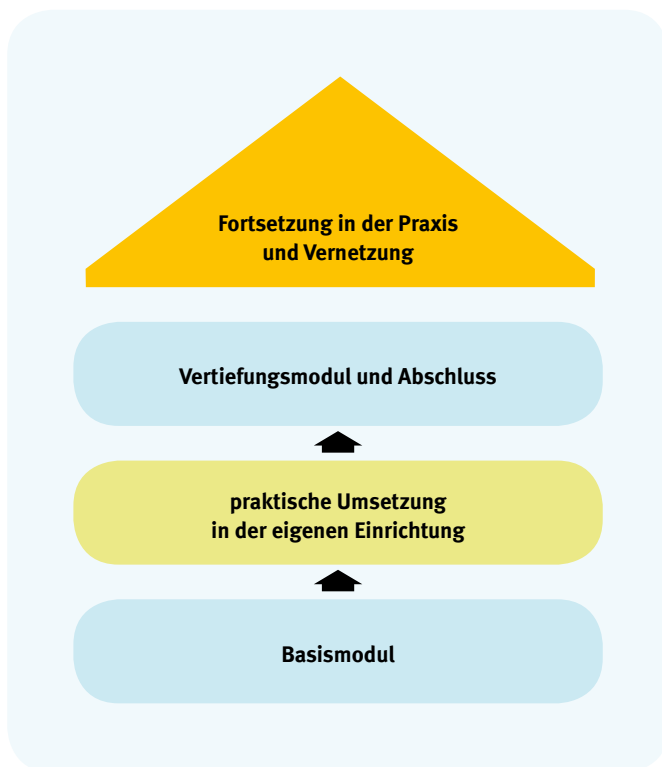 Fortsetzung in der Praxis
und Vernetzung
Vertiefungsmodul und Abschluss
praktische Umsetzung
in der eigenen Einrichtung
Basismodul